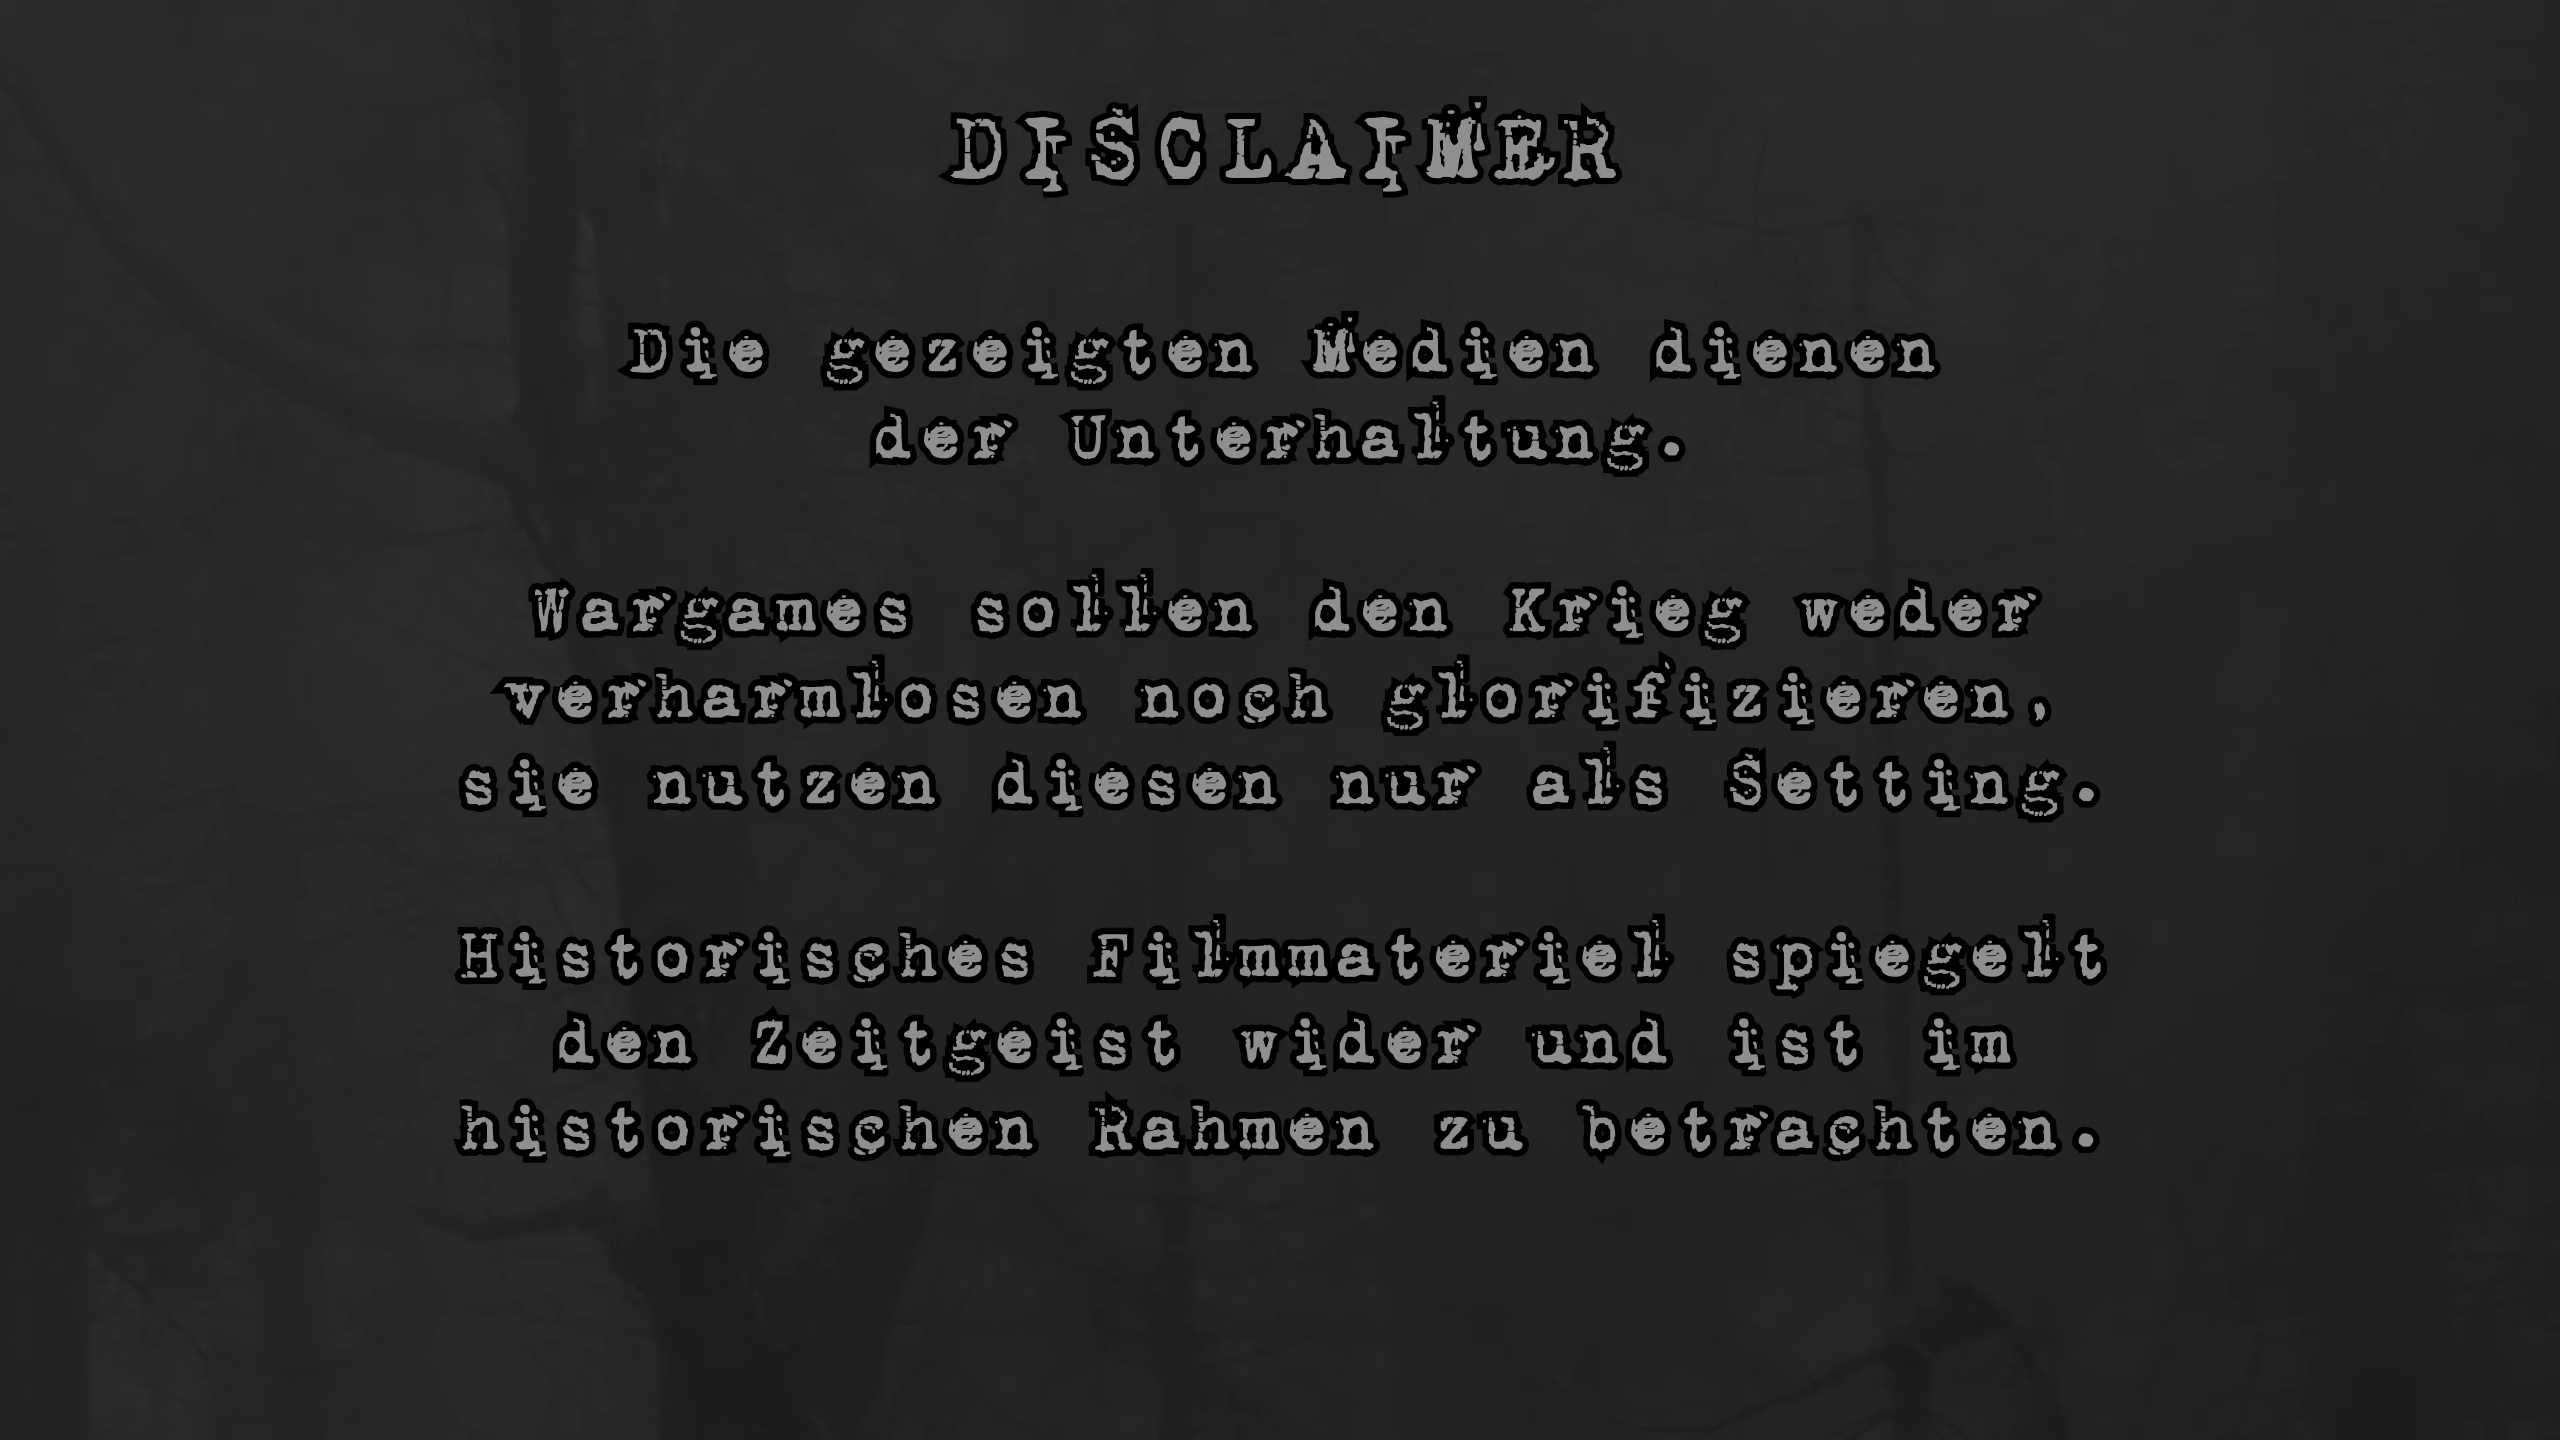 DISCLAIMER
Die gezeigten Medien dienen
der Unterhaltung.
Wargames sollen den Krieg weder
verharmlosen noch glorifizieren,
sie nutzen diesen nur als Setting.
Historisches Filmmateriel spiegelt
den Zeitgeist wider und ist im
historischen Rahmen zu betrachten.